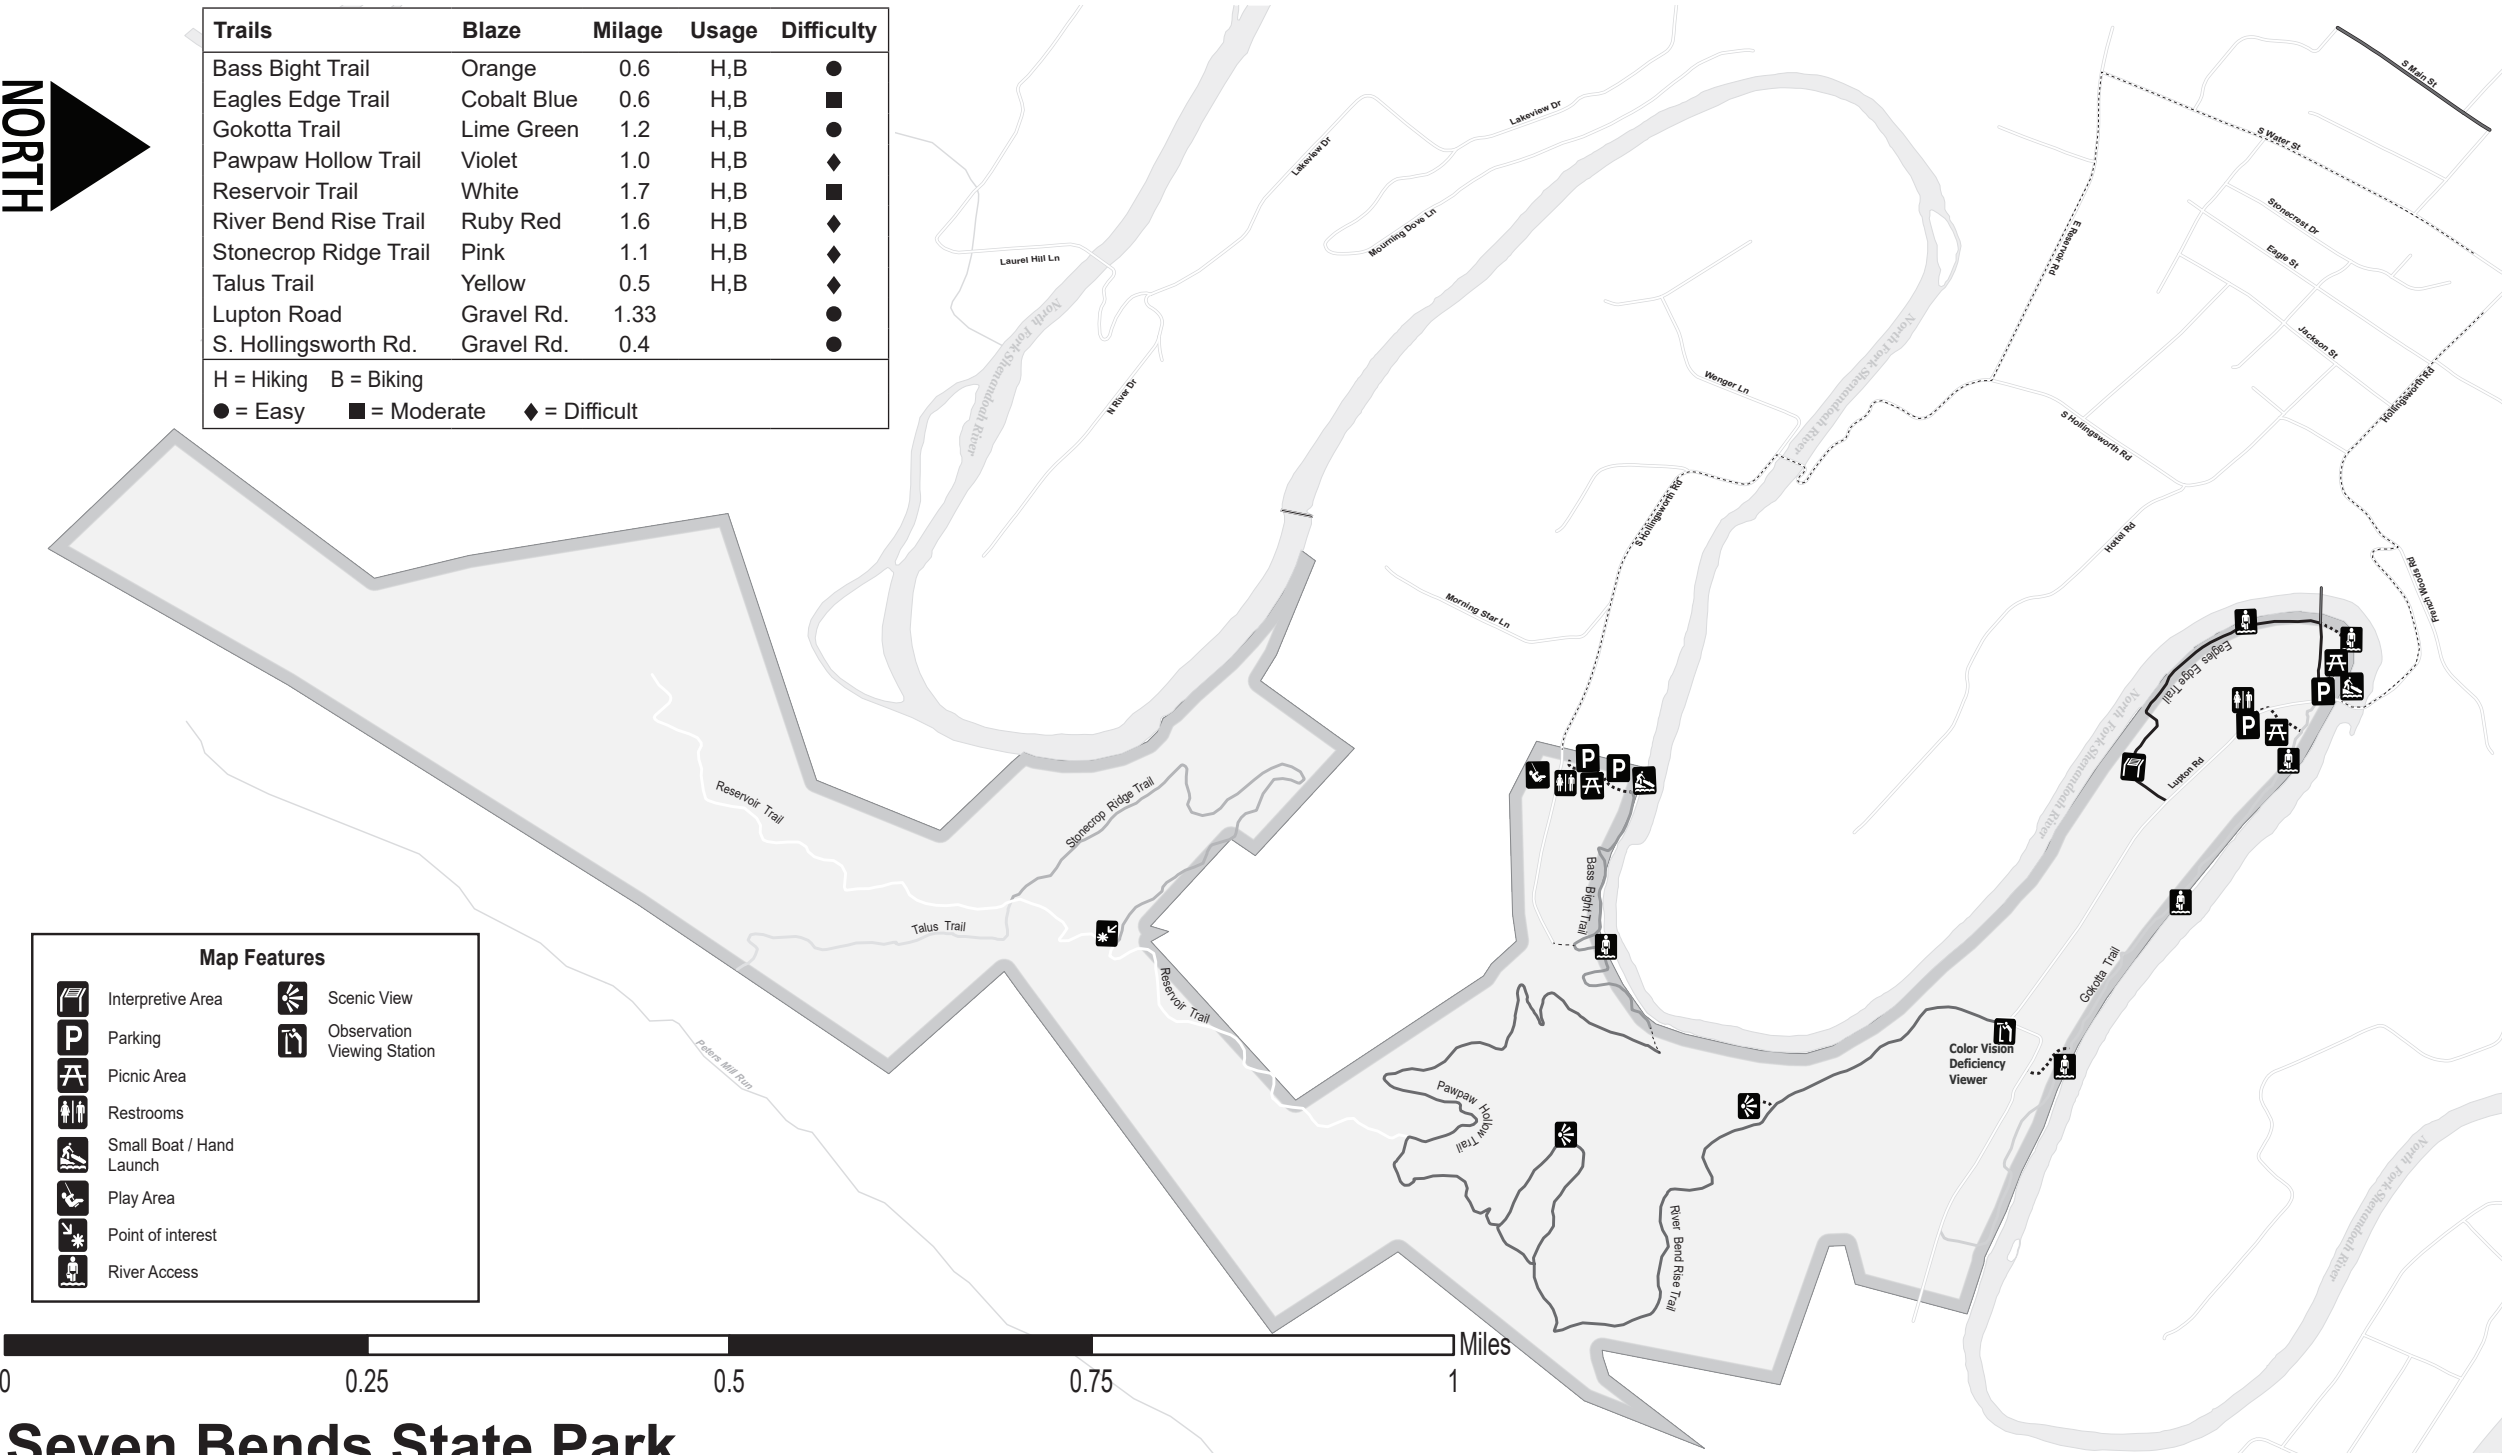 Trails Blaze Milage Usage Difficulty
Bass Bight Trail Orange 0.6 H,B ●
Eagles Edge Trail Cobalt Blue 0.6 H,B ■
Gokotta Trail Lime Green 1.2 H,B ●
Pawpaw Hollow Trail Violet 1.0 H,B ♦
Reservoir Trail White 1.7 H,B ■
River Bend Rise Trail Ruby Red 1.6 H,B ♦
Stonecrop Ridge Trail Pink 1.1 H,B ♦
Talus Trail Yellow 0.5 H,B ♦
Lupton Road Gravel Rd. 1.33 ●
S. Hollingsworth Rd. Gravel Rd. 0.4 ●
H = Hiking B = Biking
● = Easy ■ = Moderate ♦ = Difficult
NORTH
S Main St
S Water St
Lakeview Dr
Lakeview Dr
Mourning Dove Ln
Laurel Hill Ln
North Fork Shenandoah River
N River Dr
E Reservoir Rd
Stonecrest Dr
Eagle St
Jackson St
Hollingsworth Rd
North Fork Shenandoah River
Wenger Ln
S Hollingsworth Rd
S Hollingsworth Rd
Hottel Rd
French Woods Rd
Morning Star Ln
Eagles Edge Trail
North Fork Shenandoah River
P
P
P
P
Lupton Rd
Reservoir Trail
Stonecrop Ridge Trail
Bass Bight Trail
Talus Trail
Reservoir Trail
Gokotta Trail
Color Vision
Deficiency
Viewer
Pawpaw Hollow Trail
River Bend Rise Trail
Peters Mill Run
North Fork Shenandoah River
Map Features
Interpretive Area
P Parking
Picnic Area
Restrooms
Small Boat / Hand
Launch
Play Area
Point of interest
River Access
Scenic View
Observation
Viewing Station
Miles
0 0.25 0.5 0.75 1
Seven Bends State Park